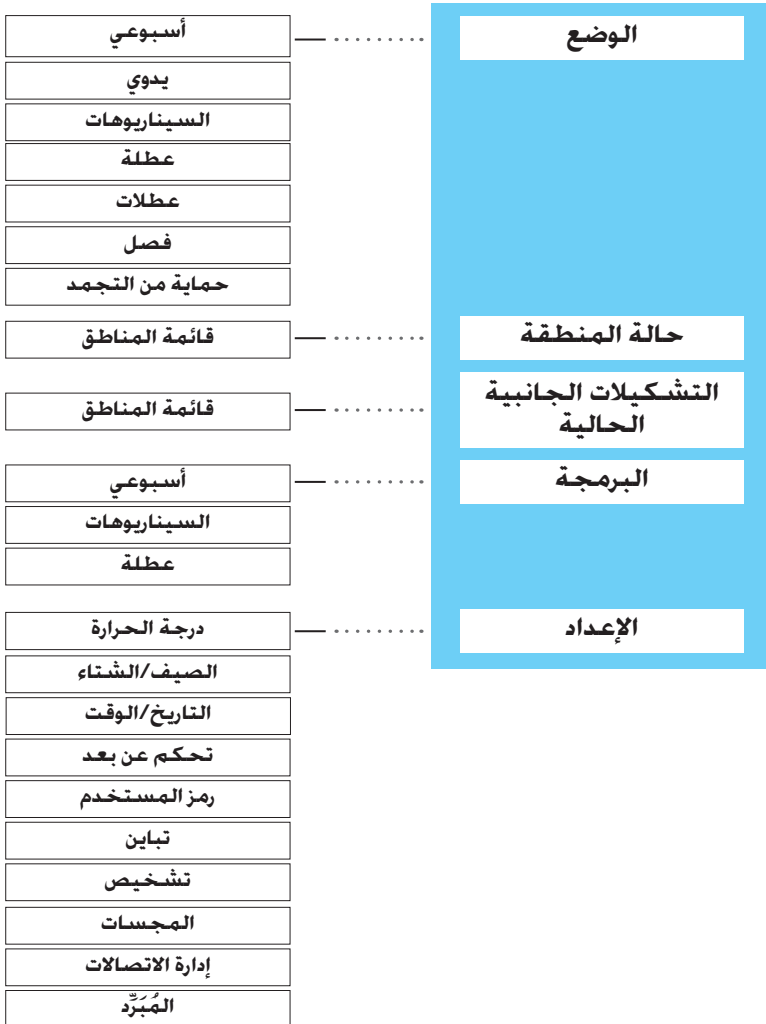 الوضع
أسبوعي
يدوي
السيناريوهات
عطلة
عطلات
فصل
حماية من التجمد
حالة المنطقة
قائمة المناطق
التشكيلات الجانبية
الحالية
قائمة المناطق
البرمجة
أسبوعي
السيناريوهات
عطلة
الإعداد
درجة الحرارة
الصيف/الشتاء
التاريخ/الوقت
تحكم عن بعد
رمز المستخدم
تباين
تشخيص
المجسات
إدارة الاتصالات
المُبَرِّد